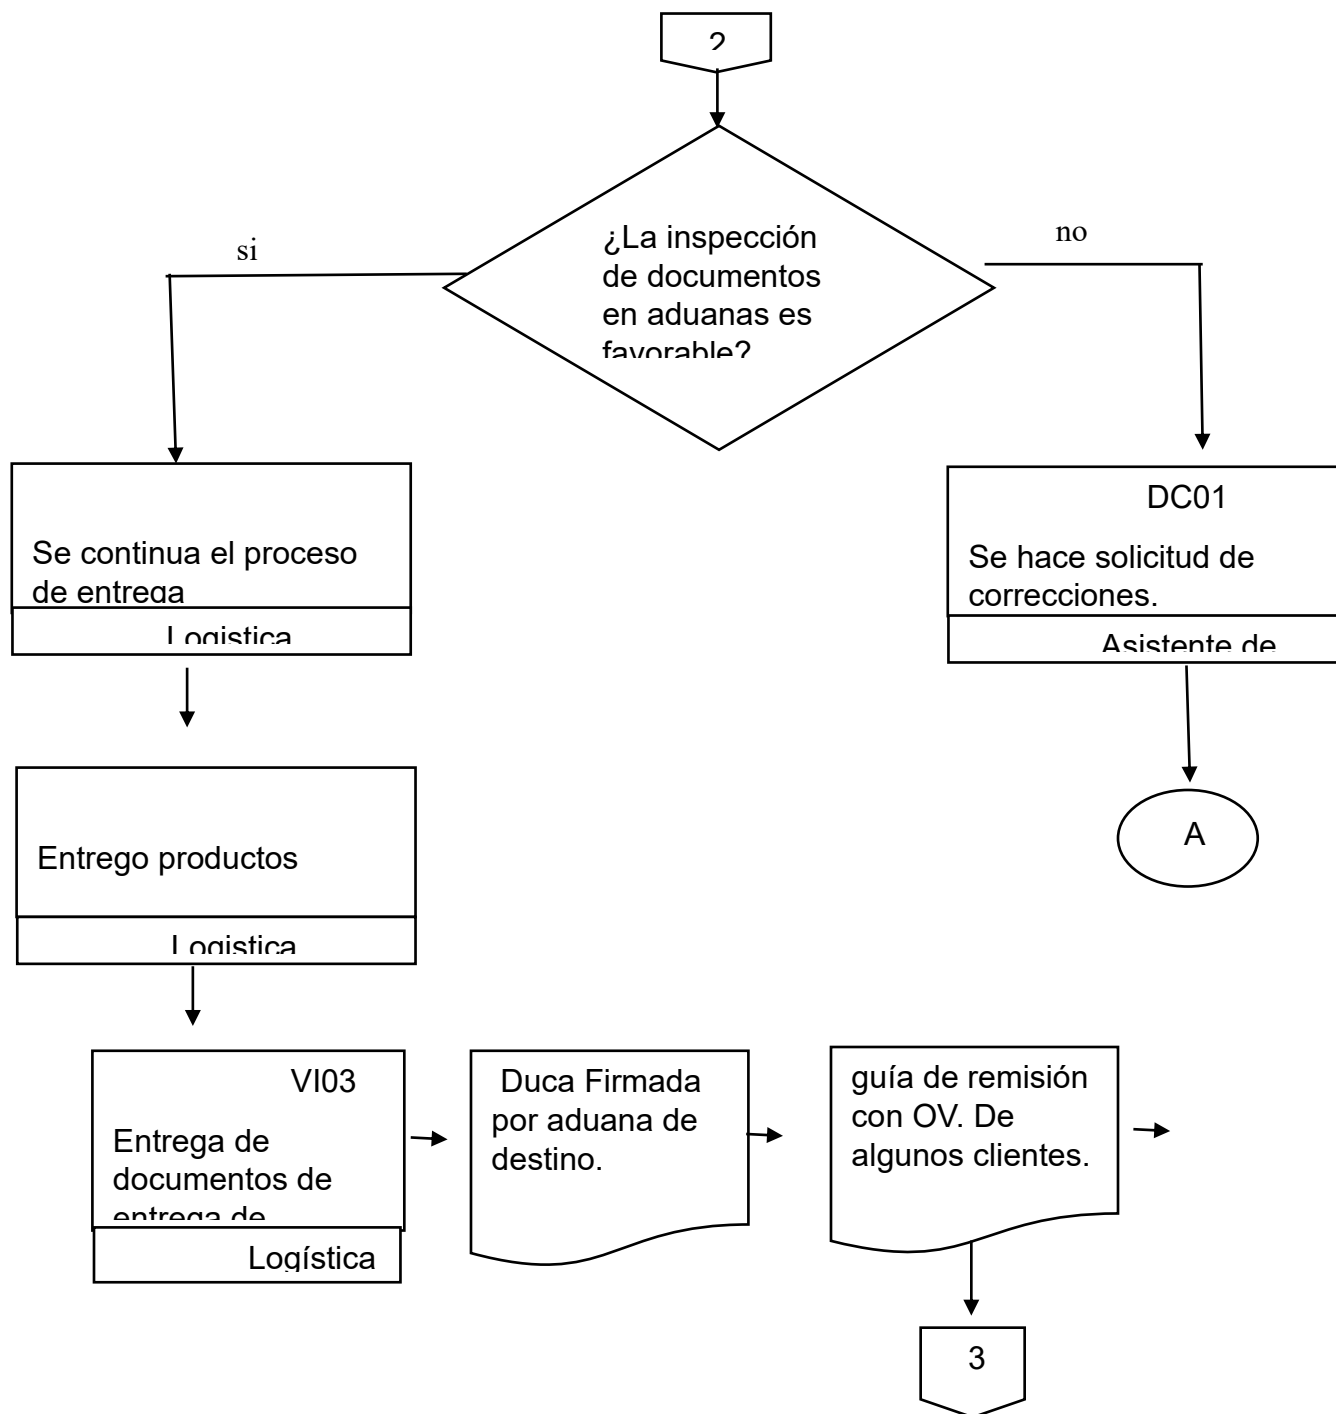 2
¿La inspección
de documentos
en aduanas es
favorable?
si
no
Se continua el proceso
de entrega
Logistica
DC01
Se hace solicitud de
correcciones.
Asistente de
A
Entrego productos
Logistica
VI03
Entrega de
documentos de
entrega de
Logística
Duca Firmada
por aduana de
destino.
guía de remisión
con OV. De
algunos clientes.
3